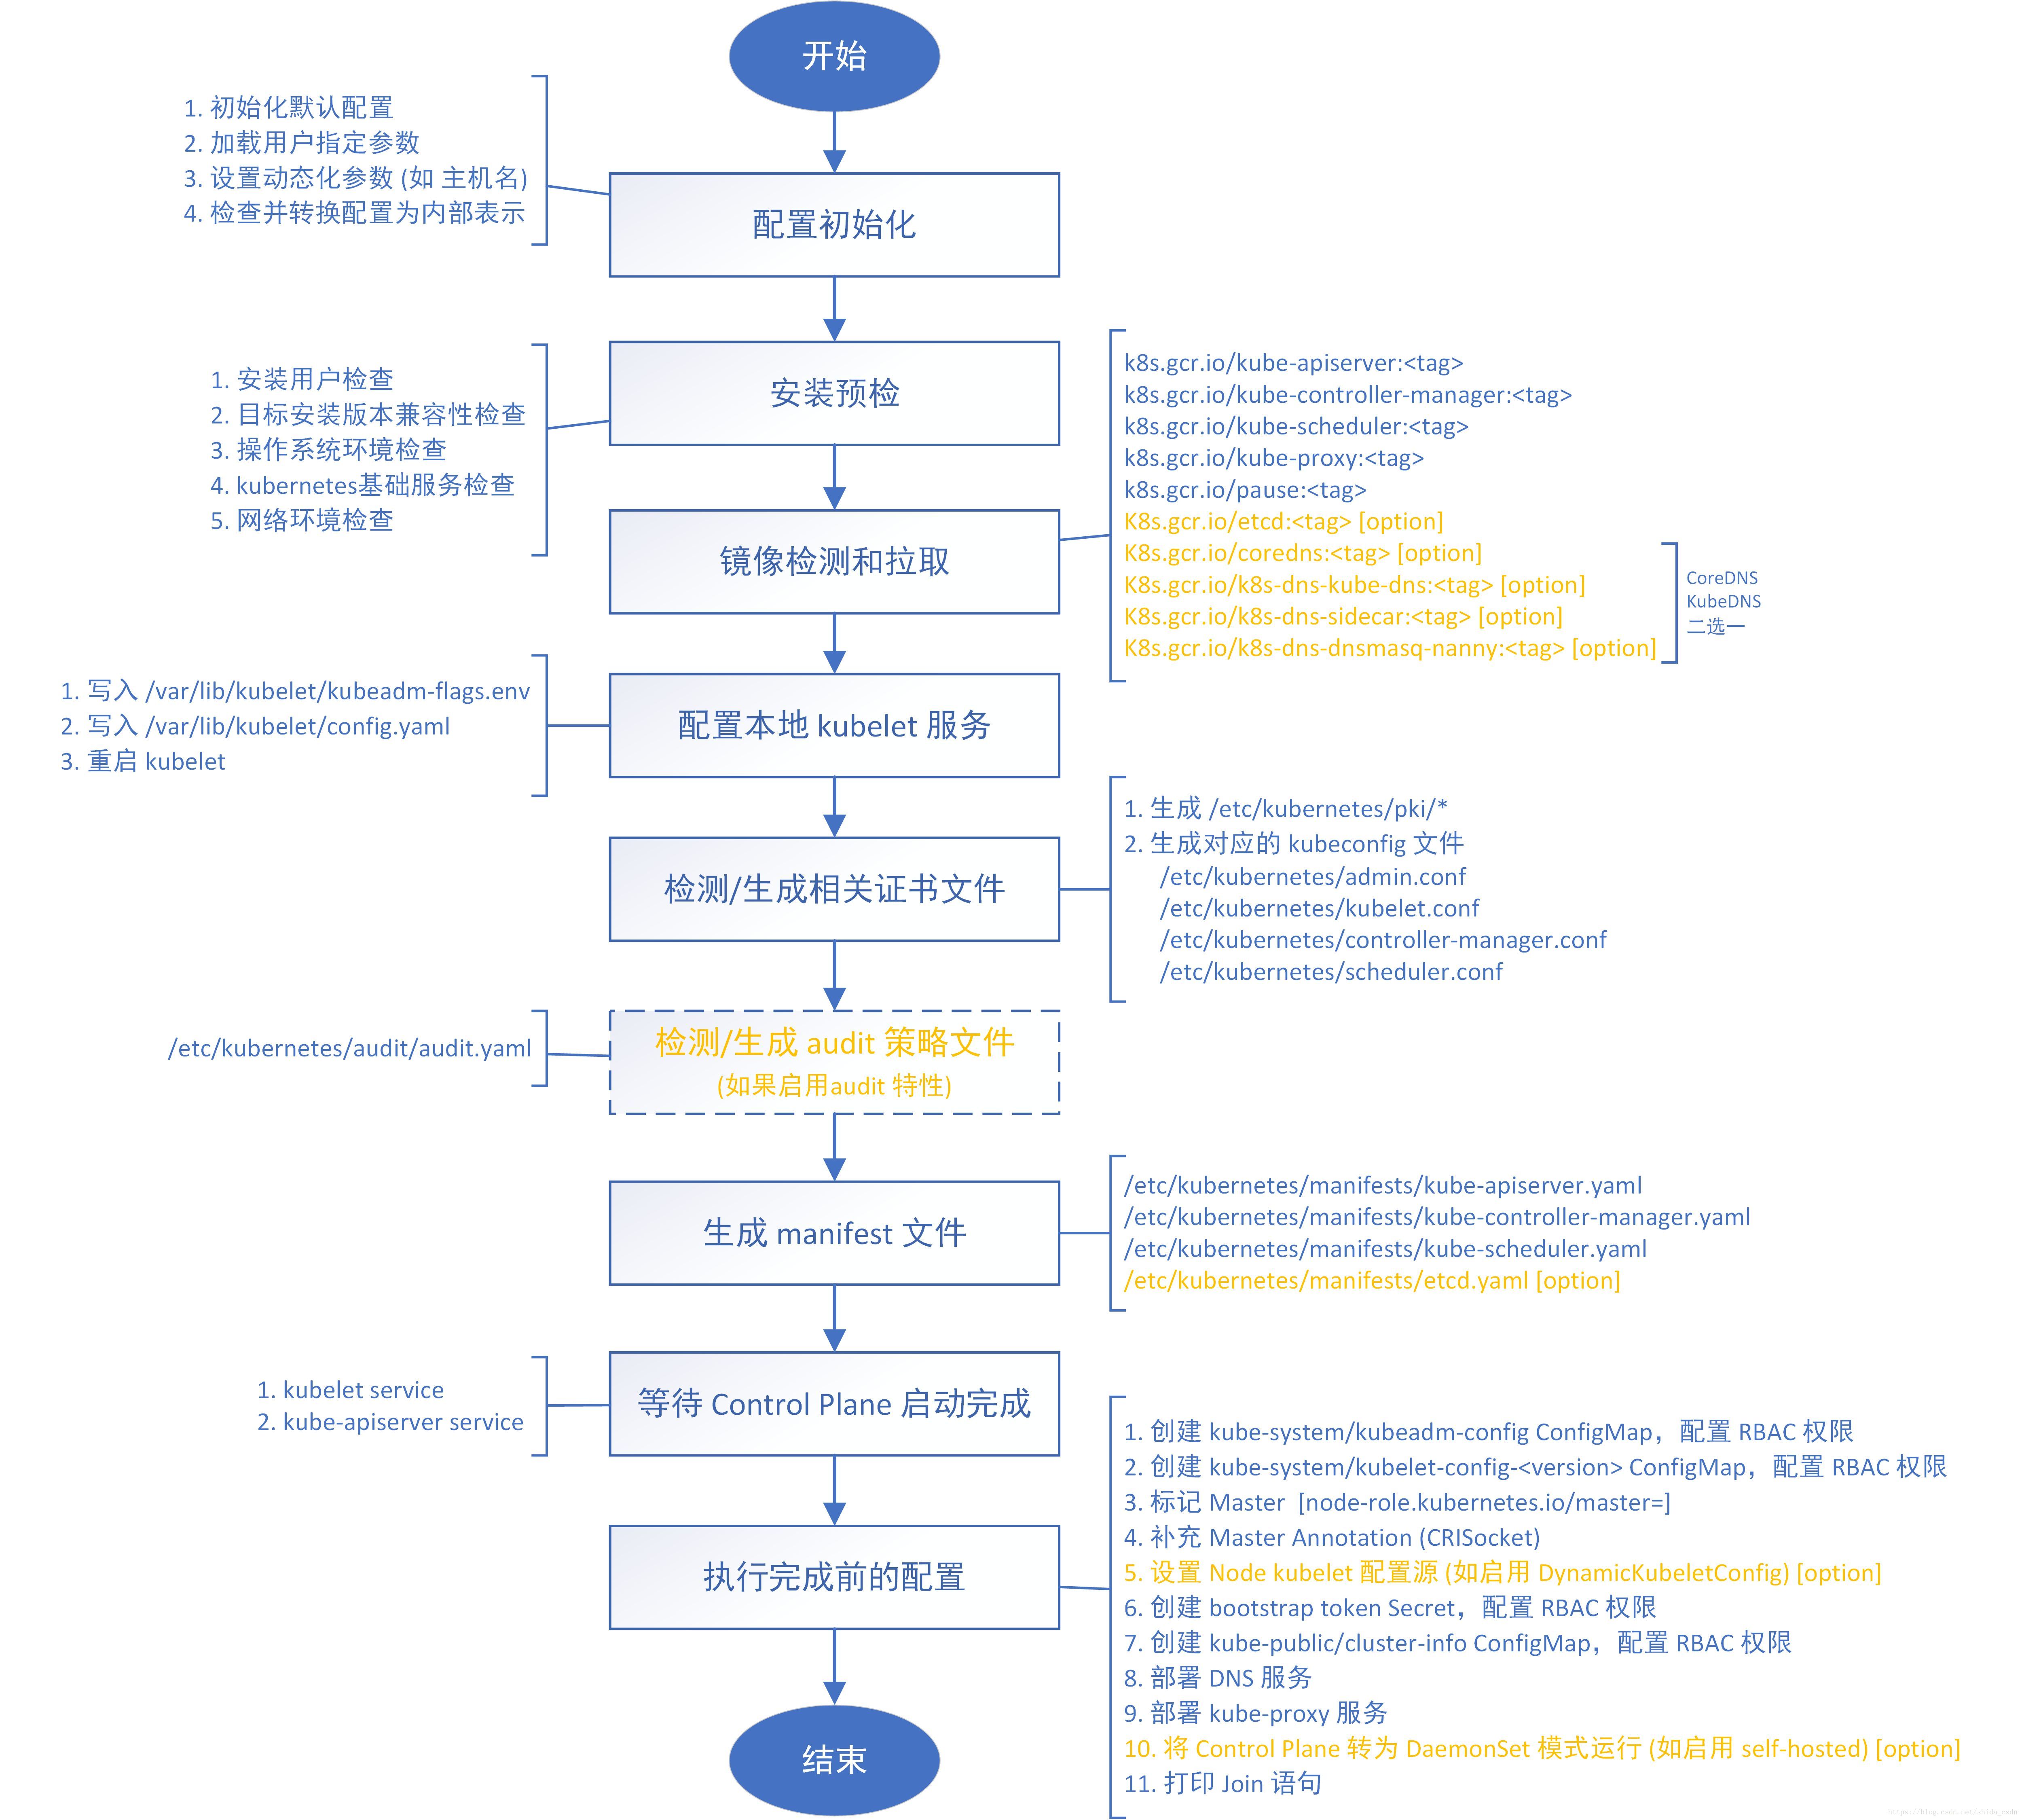 开始
1. 初始化默认配置
2. 加载用户指定参数
3. 设置动态化参数 (如 主机名)
4. 检查并转换配置为内部表示
配置初始化
1. 安装用户检查
2. 目标安装版本兼容性检查
3. 操作系统环境检查
4. kubernetes基础服务检查
5. 网络环境检查
安装预检
镜像检测和拉取
k8s.gcr.io/kube-apiserver:<tag>
k8s.gcr.io/kube-controller-manager:<tag>
k8s.gcr.io/kube-scheduler:<tag>
k8s.gcr.io/kube-proxy:<tag>
k8s.gcr.io/pause:<tag>
K8s.gcr.io/etcd:<tag> [option]
K8s.gcr.io/coredns:<tag> [option]
K8s.gcr.io/k8s-dns-kube-dns:<tag> [option]
K8s.gcr.io/k8s-dns-sidecar:<tag> [option]
K8s.gcr.io/k8s-dns-dnsmasq-nanny:<tag> [option]
CoreDNS
KubeDNS
二选一
1. 写入 /var/lib/kubelet/kubeadm-flags.env
2. 写入 /var/lib/kubelet/config.yaml
3. 重启 kubelet
配置本地 kubelet 服务
检测/生成相关证书文件
1. 生成 /etc/kubernetes/pki/*
2. 生成对应的 kubeconfig 文件
/etc/kubernetes/admin.conf
/etc/kubernetes/kubelet.conf
/etc/kubernetes/controller-manager.conf
/etc/kubernetes/scheduler.conf
/etc/kubernetes/audit/audit.yaml
检测/生成 audit 策略文件
(如果启用audit 特性)
生成 manifest 文件
/etc/kubernetes/manifests/kube-apiserver.yaml
/etc/kubernetes/manifests/kube-controller-manager.yaml
/etc/kubernetes/manifests/kube-scheduler.yaml
/etc/kubernetes/manifests/etcd.yaml [option]
1. kubelet service
2. kube-apiserver service
等待 Control Plane 启动完成
执行完成前的配置
1. 创建 kube-system/kubeadm-config ConfigMap，配置 RBAC 权限
2. 创建 kube-system/kubelet-config-<version> ConfigMap，配置 RBAC 权限
3. 标记 Master [node-role.kubernetes.io/master=]
4. 补充 Master Annotation (CRISocket)
5. 设置 Node kubelet 配置源 (如启用 DynamicKubeletConfig) [option]
6. 创建 bootstrap token Secret，配置 RBAC 权限
7. 创建 kube-public/cluster-info ConfigMap，配置 RBAC 权限
8. 部署 DNS 服务
9. 部署 kube-proxy 服务
10. 将 Control Plane 转为 DaemonSet 模式运行 (如启用 self-hosted) [option]
11. 打印 Join 语句
结束
https://blog.csdn.net/shida_csdn